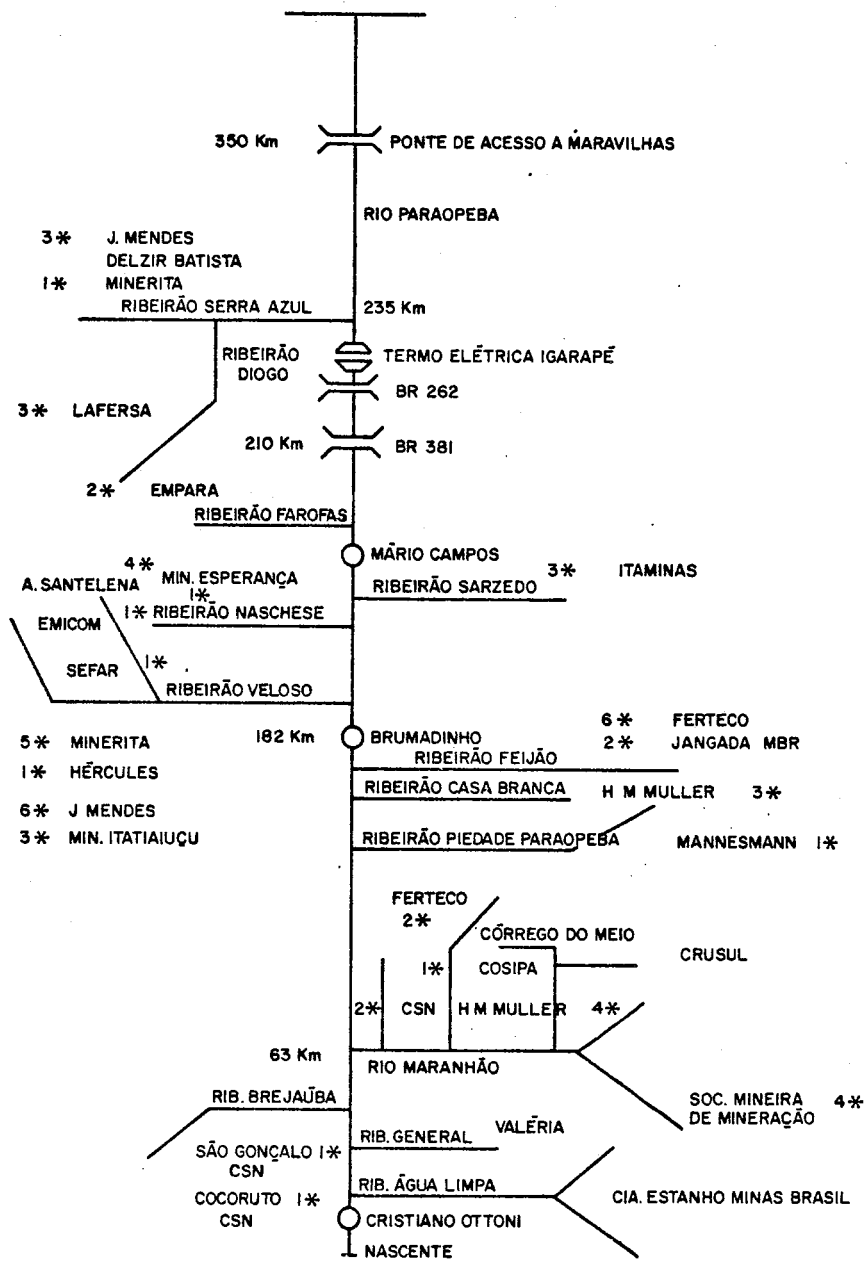 350 Km PONTE DE ACESSO A MARAVILHAS
RIO PARAOPEBA
3* J. MENDES
DELZIR BATISTA
1* MINERITA
RIBEIRÃO SERRA AZUL 235 Km
RIBEIRÃO
DIOGO
TERMO ELÉTRICA IGARAPÉ
BR 262
3* LAFERSA
210 Km BR 381
2* EMPARA
RIBEIRÃO FAROFAS
MÁRIO CAMPOS
3* ITAMINAS
RIBEIRÃO SARZEDO
4*
A. SANTELENA MIN. ESPERANÇA
1*
1* RIBEIRÃO NASCHESE
EMICOM
SEFAR 1*
RIBEIRÃO VELOSO
182 Km BRUMADINHO
6* FERTECO
2* JANGADA MBR
5* MINERITA
RIBEIRÃO FEIJÃO
1* HÉRCULES
RIBEIRÃO CASA BRANCA H M MULLER 3*
6* J MENDES
3* MIN. ITATIAIUÇU
RIBEIRÃO PIEDADE PARAOPEBA MANNESMANN 1*
FERTECO
2*
CÓRREGO DO MEIO
CRUSUL
1* COSIPA
2* CSN H M MULLER 4*
63 Km
RIO MARANHÃO
RIB. BREJAÚBA
SOC. MINEIRA 4*
DE MINERAÇÃO
VALÉRIA
RIB. GENERAL
SÃO GONÇALO 1*
CSN
RIB. ÁGUA LIMPA
COCORUTO 1*
CSN
CIA. ESTANHO MINAS BRASIL
CRISTIANO OTTONI
NASCENTE